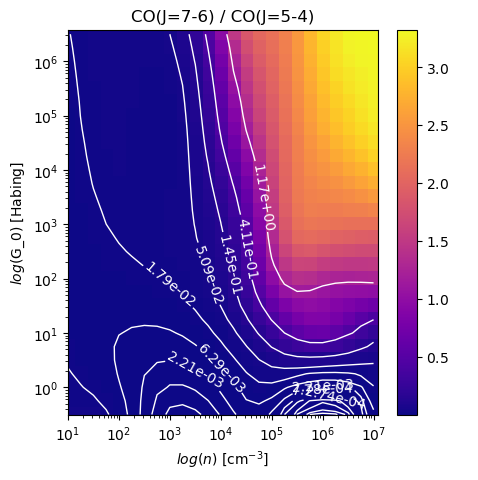 CO(J=7-6) / CO(J=5-4)
log(G_0) [Habing]
10^6
10^5
10^4
10^3
10^2
10^1
10^0
1.17e+00
4.11e-01
1.45e-01
5.09e-02
1.79e-02
6.29e-03
2.21e-03
2.74e-04
10^1 10^2 10^3 10^4 10^5 10^6 10^7
log(n) [cm^{-3}]
3.0
2.5
2.0
1.5
1.0
0.5